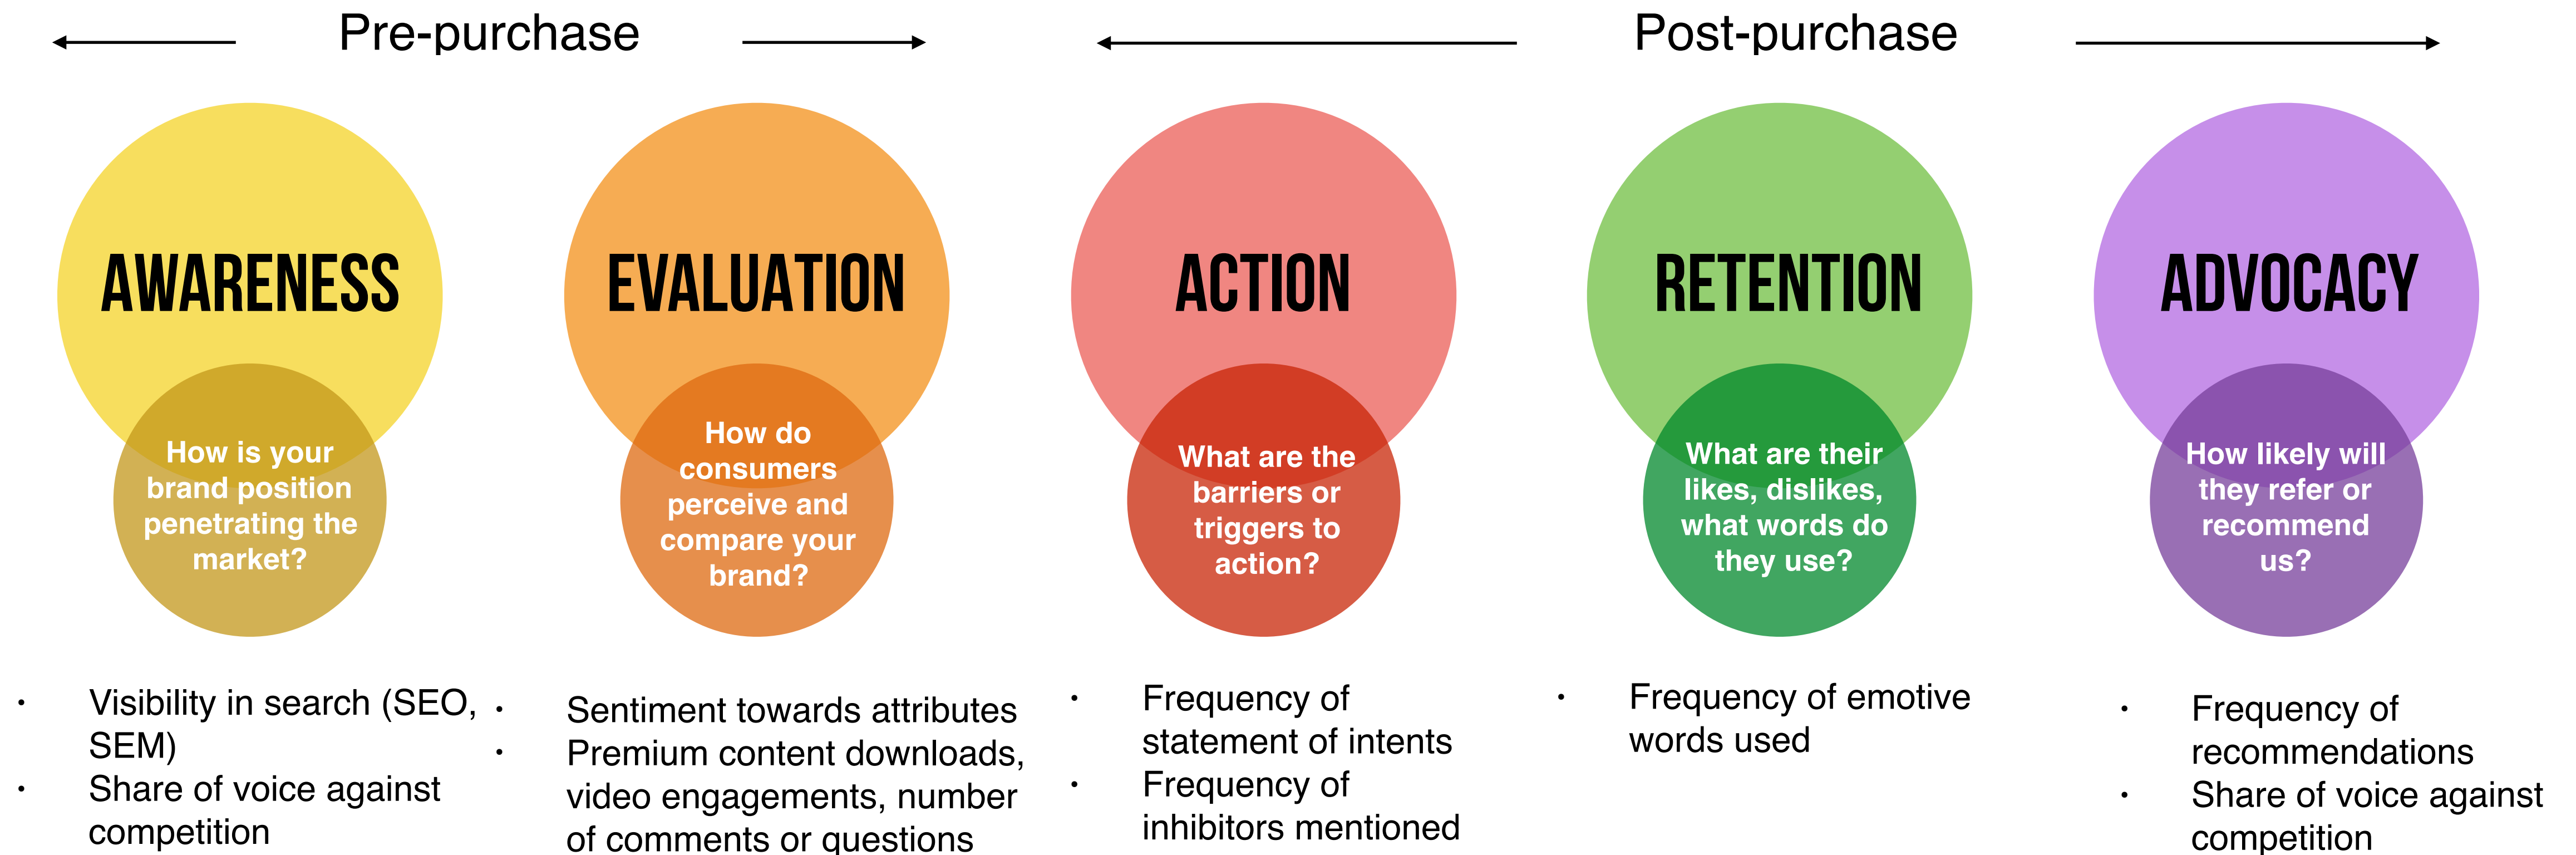 Pre-purchase
Post-purchase
AWARENESS
How is your
brand position
penetrating the
market?
• Visibility in search (SEO,
SEM)
• Share of voice against
competition
EVALUATION
How do
consumers
perceive and
compare your
brand?
• Sentiment towards attributes
• Premium content downloads,
video engagements, number
of comments or questions
ACTION
What are the
barriers or
triggers to
action?
• Frequency of
statement of intents
• Frequency of
inhibitors mentioned
RETENTION
What are their
likes, dislikes,
what words do
they use?
• Frequency of emotive
words used
ADVOCACY
How likely will
they refer or
recommend
us?
• Frequency of
recommendations
• Share of voice against
competition